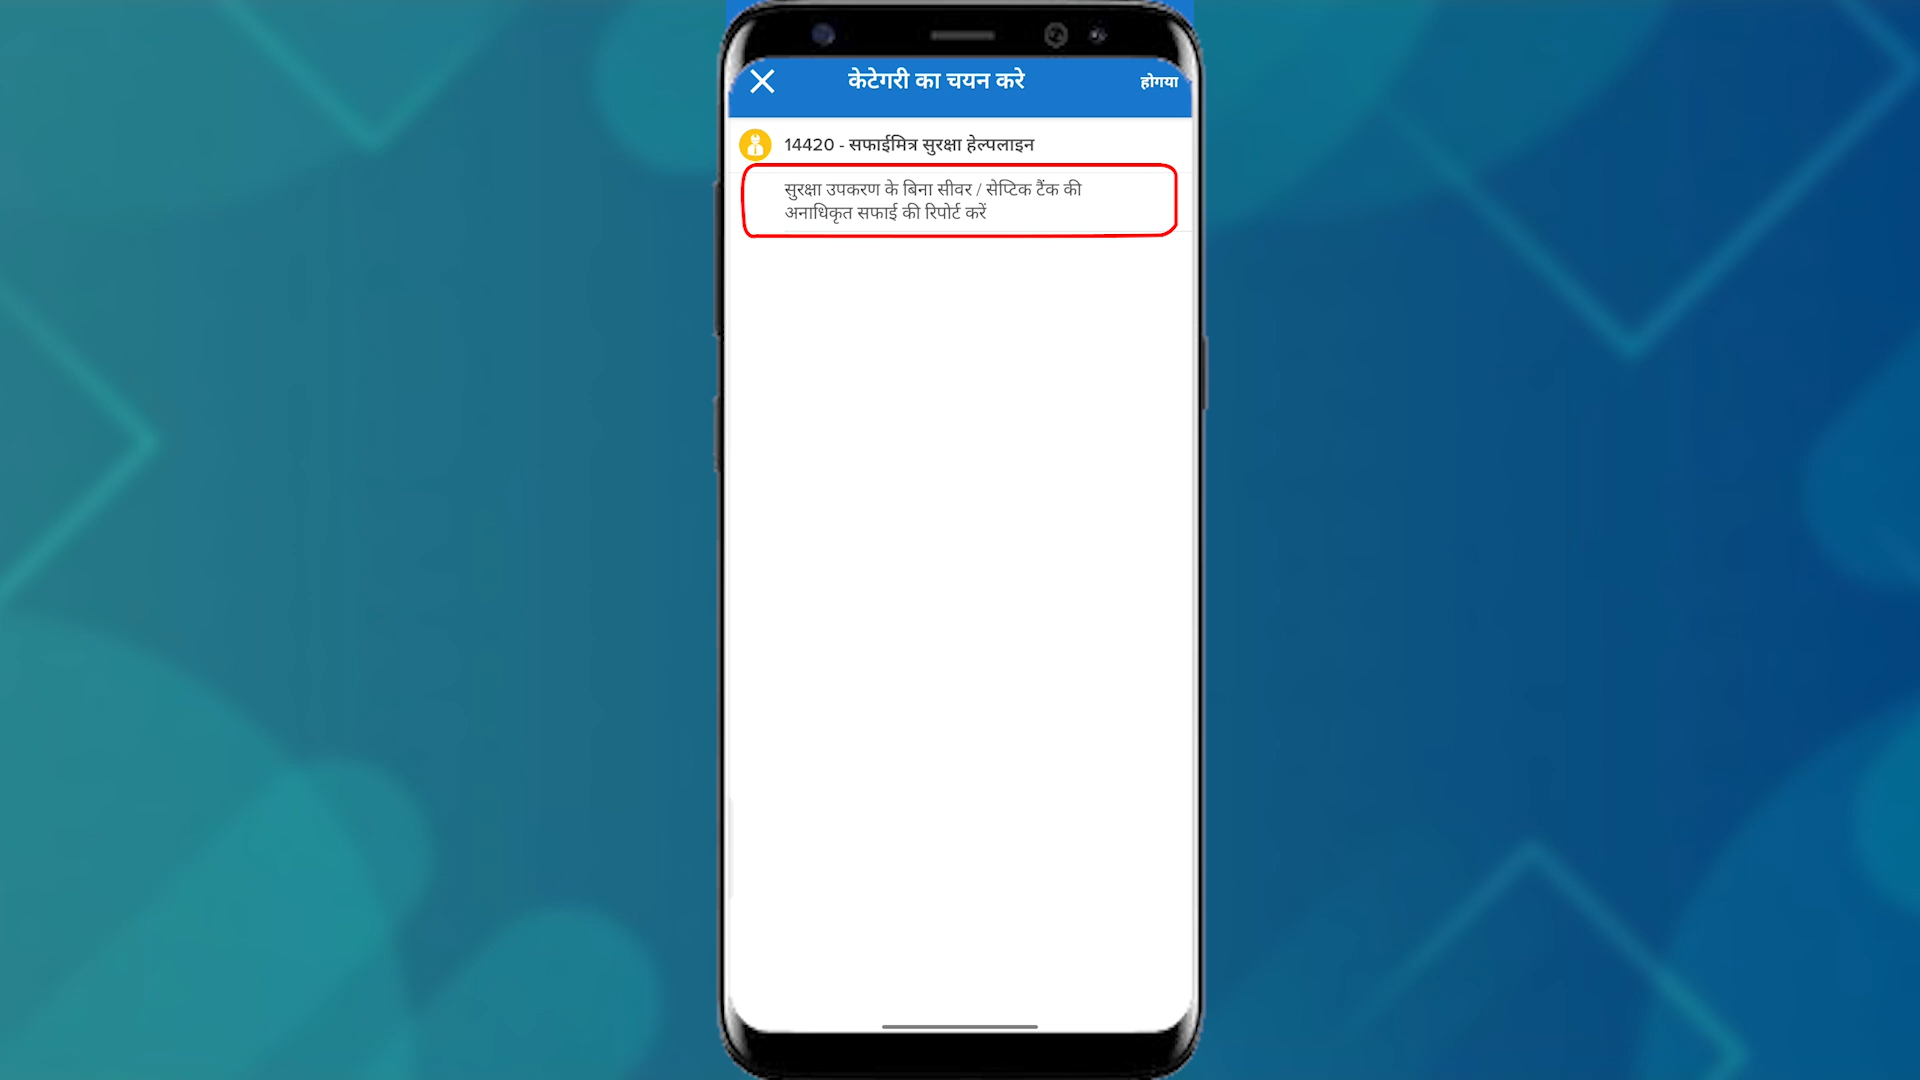 केटेगरी का चयन करे
होगया
14420 - सफाईमित्र सुरक्षा हेल्पलाइन
सुरक्षा उपकरण के बिना सीवर / सेप्टिक टैंक की
अनाधिकृत सफाई की रिपोर्ट करें